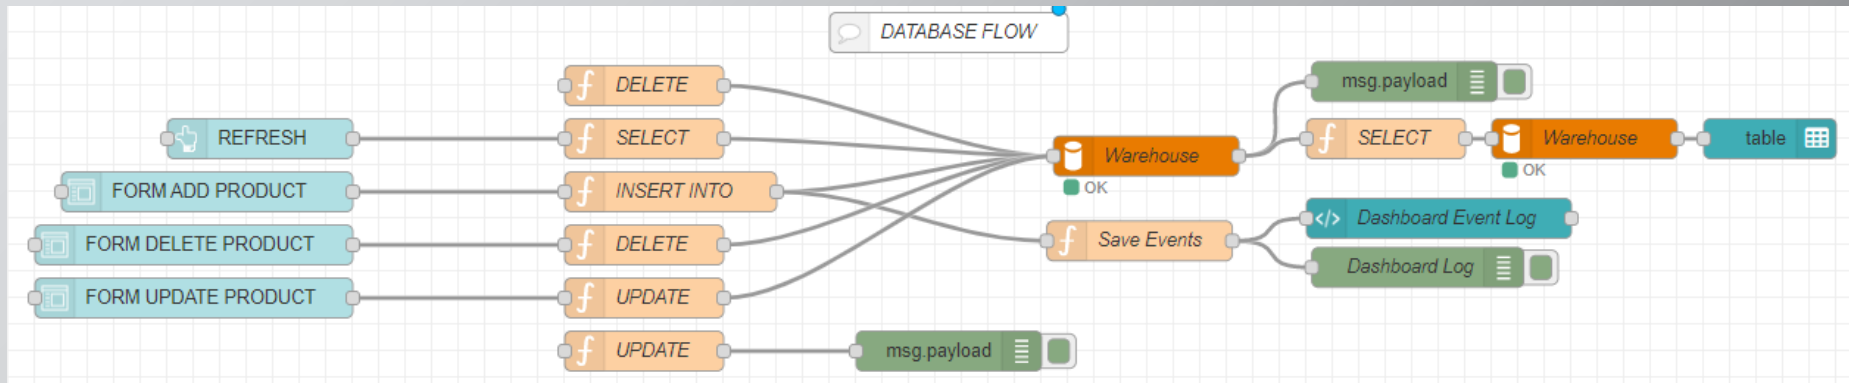 DATABASE FLOW
DELETE
msg.payload
REFRESH
SELECT
Warehouse
OK
SELECT
Warehouse
OK
table
FORM ADD PRODUCT
INSERT INTO
Save Events
Dashboard Event Log
Dashboard Log
FORM DELETE PRODUCT
DELETE
FORM UPDATE PRODUCT
UPDATE
UPDATE
msg.payload